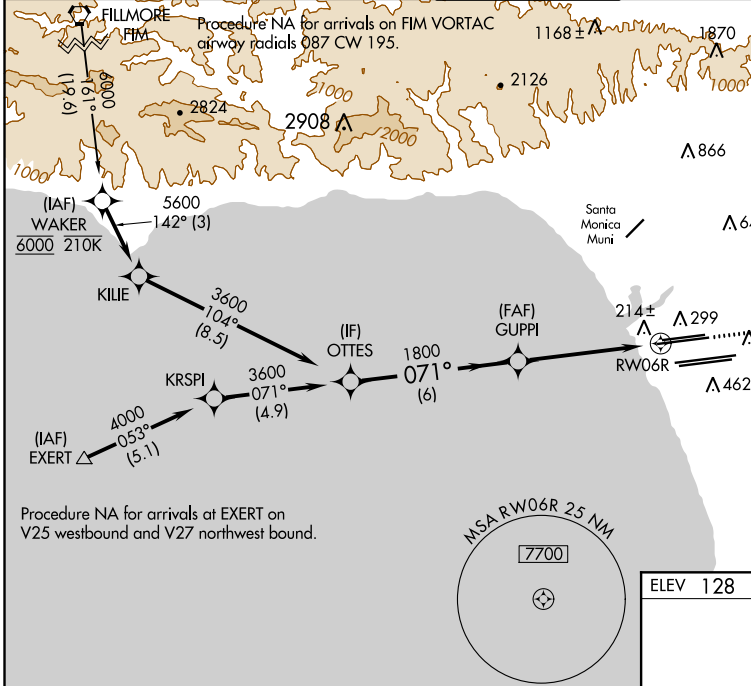 FILLMORE
FIM
Procedure NA for arrivals on FIM VORTAC
airway radials 087 CW 195.
1168 ±
1870
6000
161°
(19.6)
2824
1000
2126
1000
2908
2000
1000
866
(IAF)
WAKER
6000 210K
5600
142° (3)
Santa
Monica
Muni
KILIE
3600
104°
(8.5)
(IF)
OTTES
(FAF)
GUPPI
214 ±
299
RW06R
KRSPI
3600
071°
(4.9)
1800
071°
(6)
462
(IAF)
EXERT
4000
053°
(5.1)
Procedure NA for arrivals at EXERT on
V25 westbound and V27 northwest bound.
MSA RW06R 25 NM
7700
ELEV 128